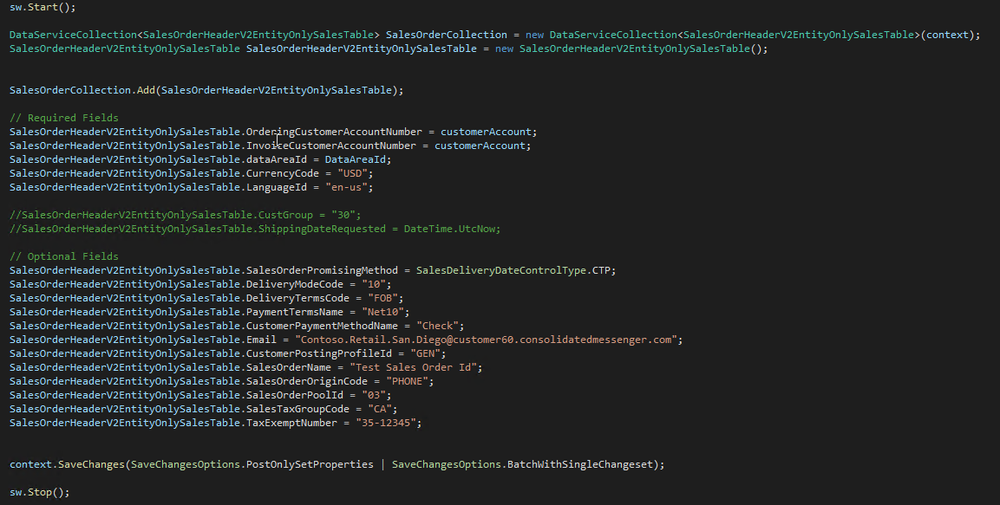 sw.Start();
DataServiceCollection<SalesOrderHeaderV2EntityOnlySalesTable> SalesOrderCollection = new DataServiceCollection<SalesOrderHeaderV2EntityOnlySalesTable>(context);
SalesOrderHeaderV2EntityOnlySalesTable SalesOrderHeaderV2EntityOnlySalesTable = new SalesOrderHeaderV2EntityOnlySalesTable();
SalesOrderCollection.Add(SalesOrderHeaderV2EntityOnlySalesTable);
// Required Fields
SalesOrderHeaderV2EntityOnlySalesTable.OrderingCustomerAccountNumber = customerAccount;
SalesOrderHeaderV2EntityOnlySalesTable.InvoiceCustomerAccountNumber = customerAccount;
SalesOrderHeaderV2EntityOnlySalesTable.dataAreaId = DataAreaId;
SalesOrderHeaderV2EntityOnlySalesTable.CurrencyCode = "USD";
SalesOrderHeaderV2EntityOnlySalesTable.LanguageId = "en-us";
//SalesOrderHeaderV2EntityOnlySalesTable.CustGroup = "30";
//SalesOrderHeaderV2EntityOnlySalesTable.ShippingDateRequested = DateTime.UtcNow;
// Optional Fields
SalesOrderHeaderV2EntityOnlySalesTable.SalesOrderPromisingMethod = SalesDeliveryDateControlType.CTP;
SalesOrderHeaderV2EntityOnlySalesTable.DeliveryModeCode = "10";
SalesOrderHeaderV2EntityOnlySalesTable.DeliveryTermsCode = "FOB";
SalesOrderHeaderV2EntityOnlySalesTable.PaymentTermsName = "Net10";
SalesOrderHeaderV2EntityOnlySalesTable.CustomerPaymentMethodName = "Check";
SalesOrderHeaderV2EntityOnlySalesTable.Email = "Contoso.Retail.San.Diego@customer60.consolidatedmessenger.com";
SalesOrderHeaderV2EntityOnlySalesTable.CustomerPostingProfileId = "GEN";
SalesOrderHeaderV2EntityOnlySalesTable.SalesOrderName = "Test Sales Order Id";
SalesOrderHeaderV2EntityOnlySalesTable.SalesOrderOriginCode = "PHONE";
SalesOrderHeaderV2EntityOnlySalesTable.SalesOrderPoolId = "03";
SalesOrderHeaderV2EntityOnlySalesTable.SalesTaxGroupCode = "CA";
SalesOrderHeaderV2EntityOnlySalesTable.TaxExemptNumber = "35-12345";
context.SaveChanges(SaveChangesOptions.PostOnlySetProperties | SaveChangesOptions.BatchWithSingleChangeset);
sw.Stop();